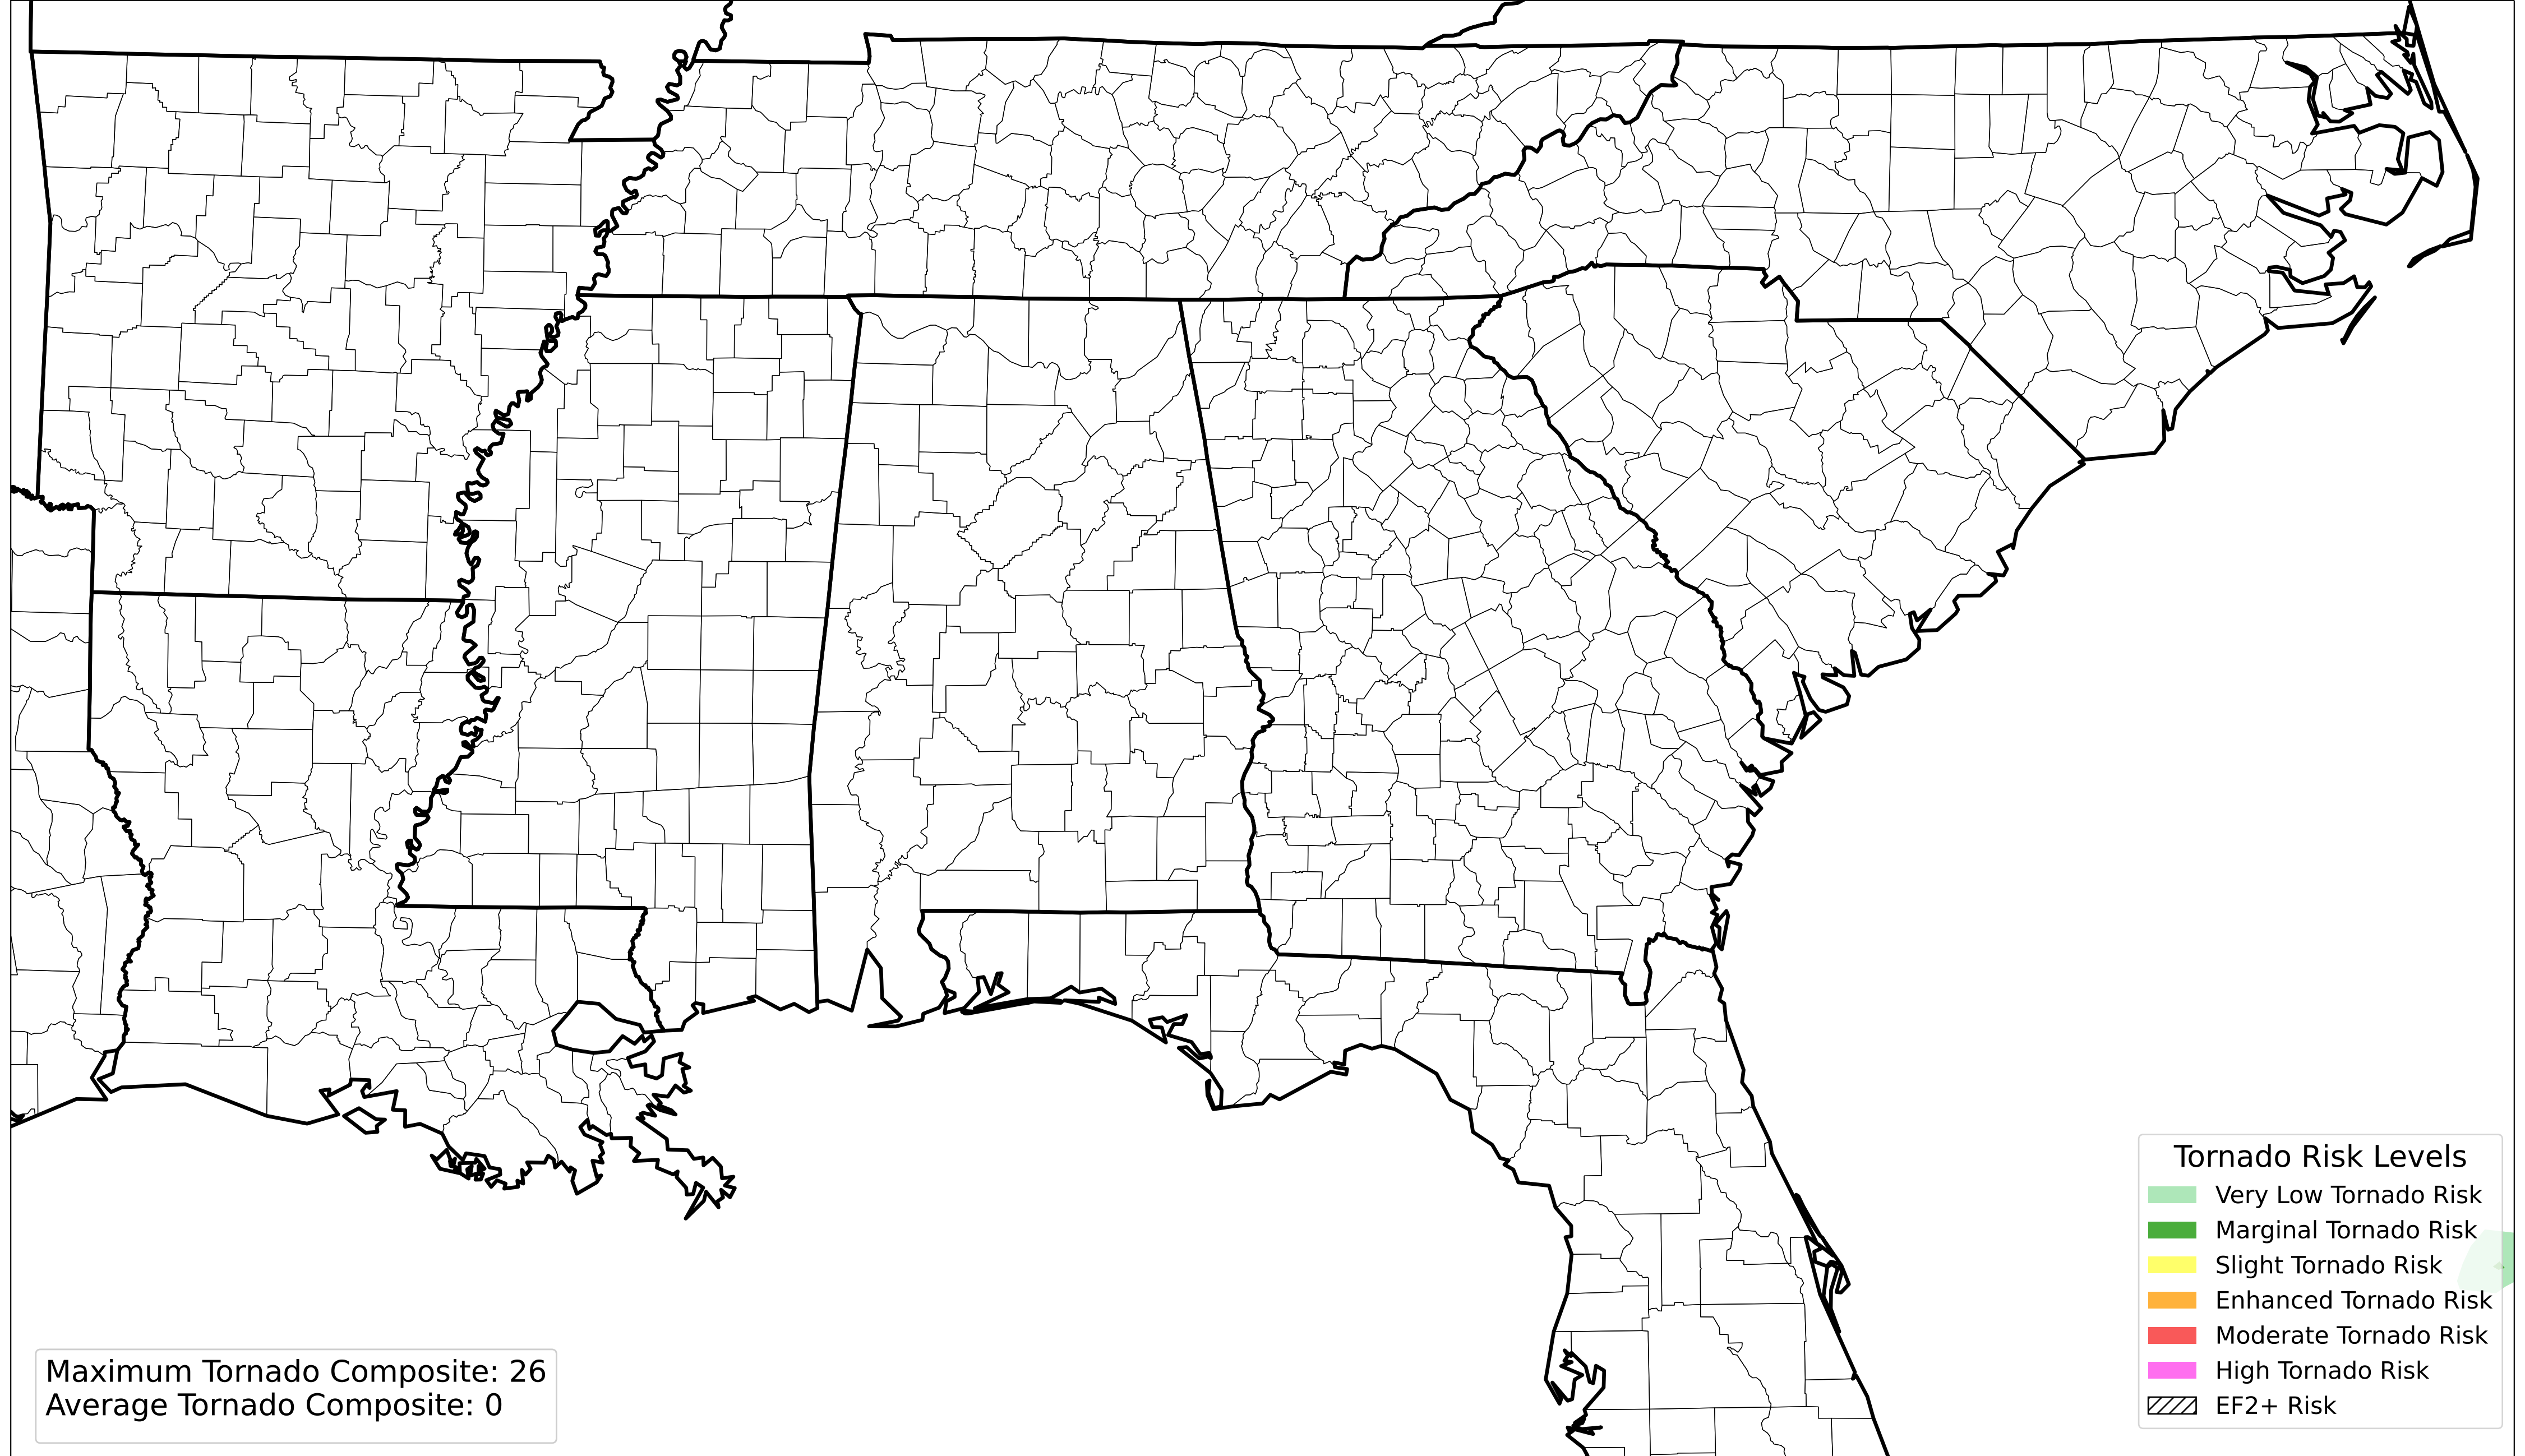 Tornado Risk Levels
Very Low Tornado Risk
Marginal Tornado Risk
Slight Tornado Risk
Enhanced Tornado Risk
Moderate Tornado Risk
High Tornado Risk
EF2+ Risk
Maximum Tornado Composite: 26
Average Tornado Composite: 0